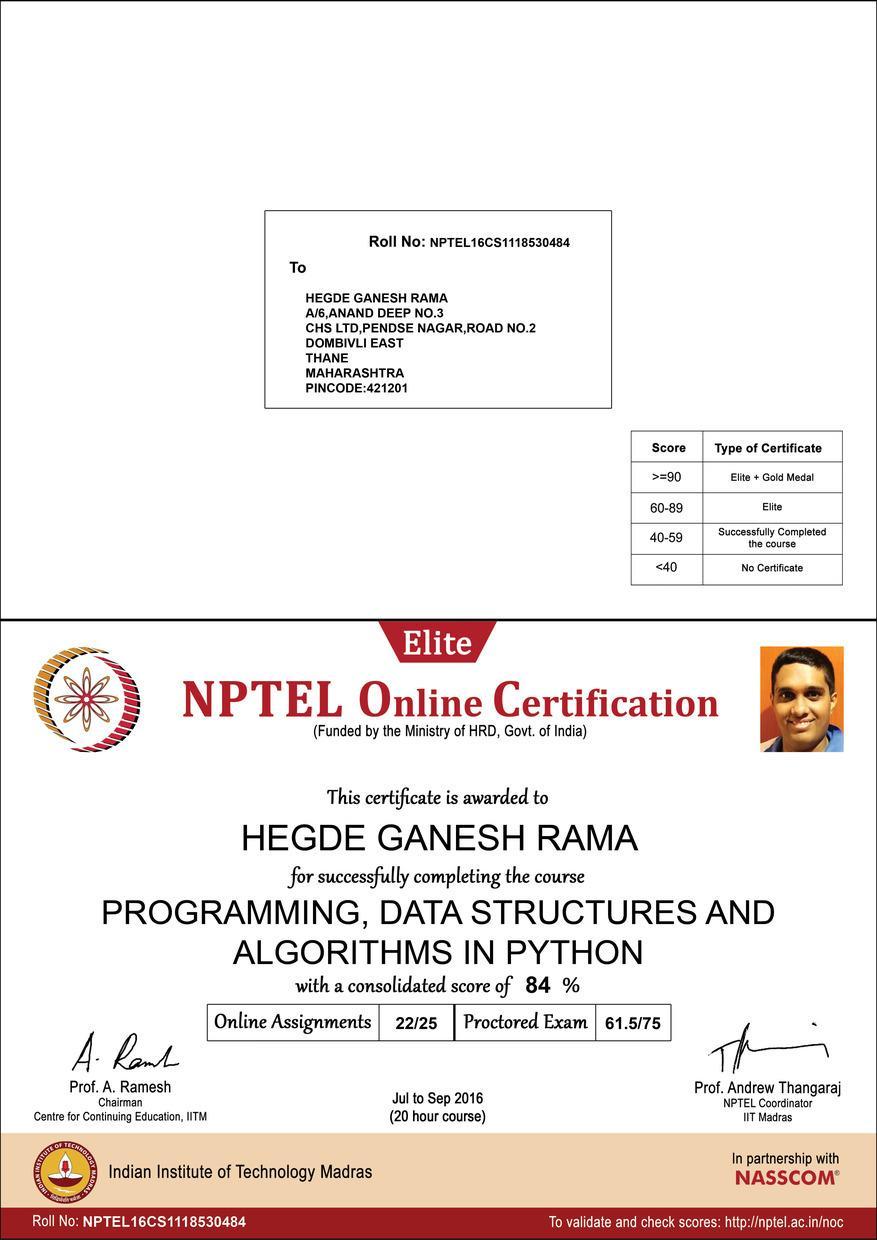 Roll No: NPTEL16CS1118530484
To
HEGDE GANESH RAMA
A/6,ANAND DEEP NO.3
CHS LTD,PENDSE NAGAR,ROAD NO.2
DOMBIVLI EAST
THANE
MAHARASHTRA
PINCODE:421201
Score Type of Certificate
>=90 Elite + Gold Medal
60-89 Elite
40-59 Successfully Completed
the course
<40 No Certificate
Elite
NPTEL Online Certification
(Funded by the Ministry of HRD, Govt. of India)
This certificate is awarded to
HEGDE GANESH RAMA
for successfully completing the course
PROGRAMMING, DATA STRUCTURES AND
ALGORITHMS IN PYTHON
with a consolidated score of 84 %
Online Assignments 22/25 Proctored Exam 61.5/75
A. Ramesh
Prof. A. Ramesh
Chairman
Centre for Continuing Education, IITM
Jul to Sep 2016
(20 hour course)
Prof. Andrew Thangaraj
NPTEL Coordinator
IIT Madras
INDIAN INSTITUTE OF TECHNOLOGY MADRAS
Indian Institute of Technology Madras
In partnership with
NASSCOM®
Roll No: NPTEL16CS1118530484
To validate and check scores: http://nptel.ac.in/noc